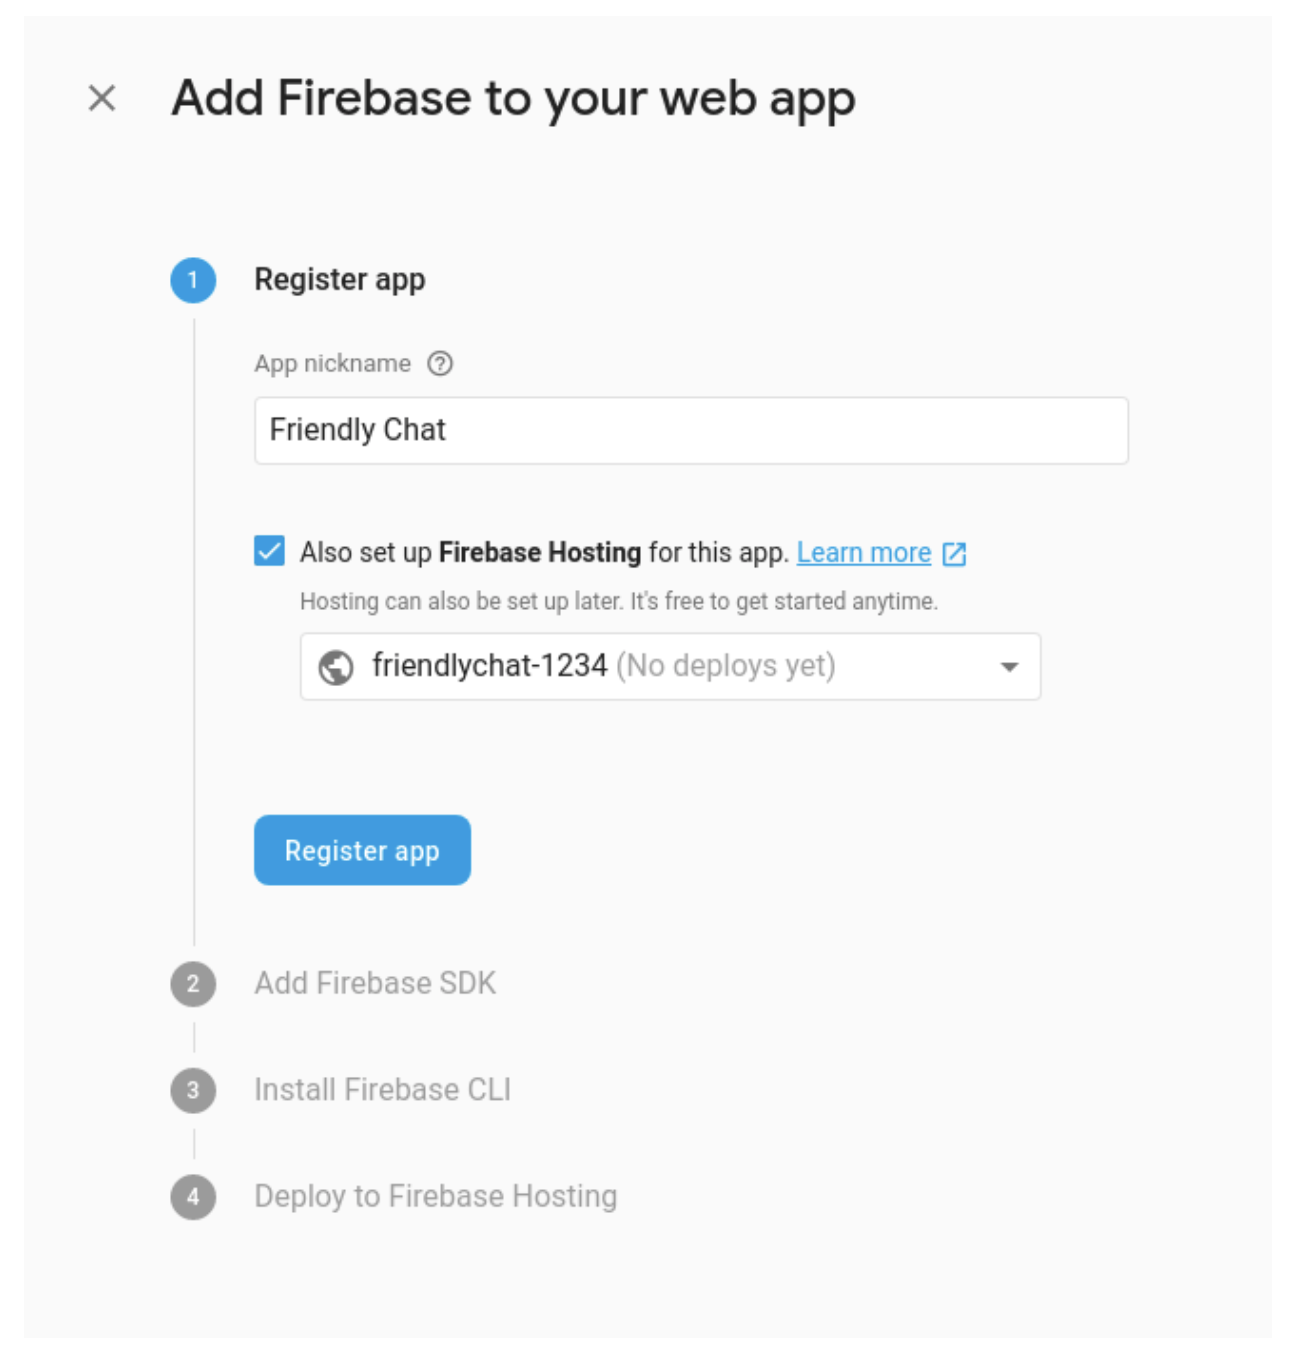 Add Firebase to your web app
1 Register app
App nickname
Friendly Chat
Also set up Firebase Hosting for this app. Learn more
Hosting can also be set up later. It's free to get started anytime.
friendlychat-1234 (No deploys yet)
Register app
2 Add Firebase SDK
3 Install Firebase CLI
4 Deploy to Firebase Hosting